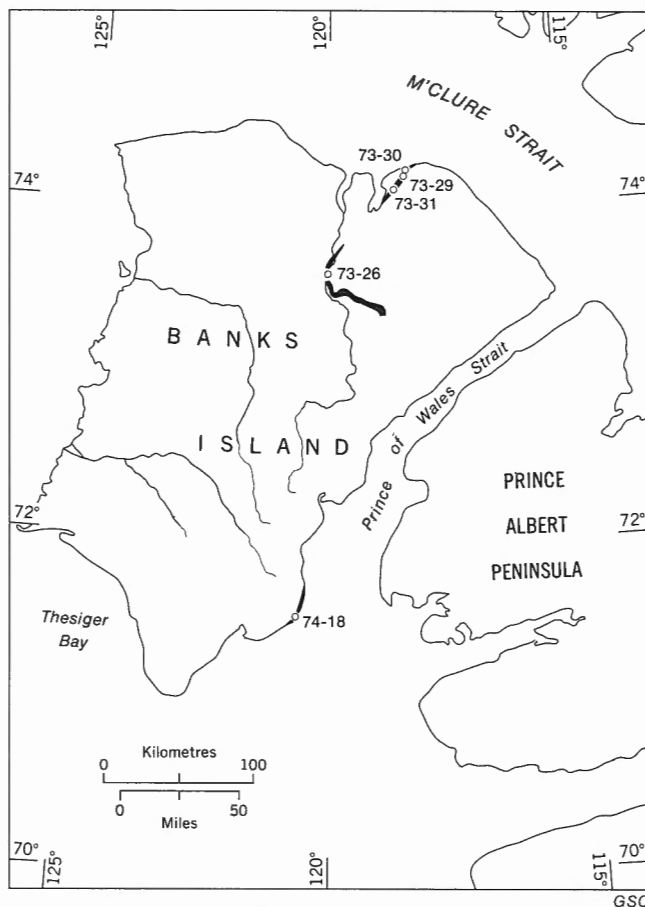 125°
120°
115°
M'CLURE STRAIT
73-30
73-29
73-31
74°
74°
73-26
BANKS
ISLAND
Prince of Wales Strait
PRINCE
ALBERT
PENINSULA
72°
72°
Thesiger
Bay
74-18
Kilometres
0 100
0 50
Miles
70°
70°
125°
120°
115°
GSC